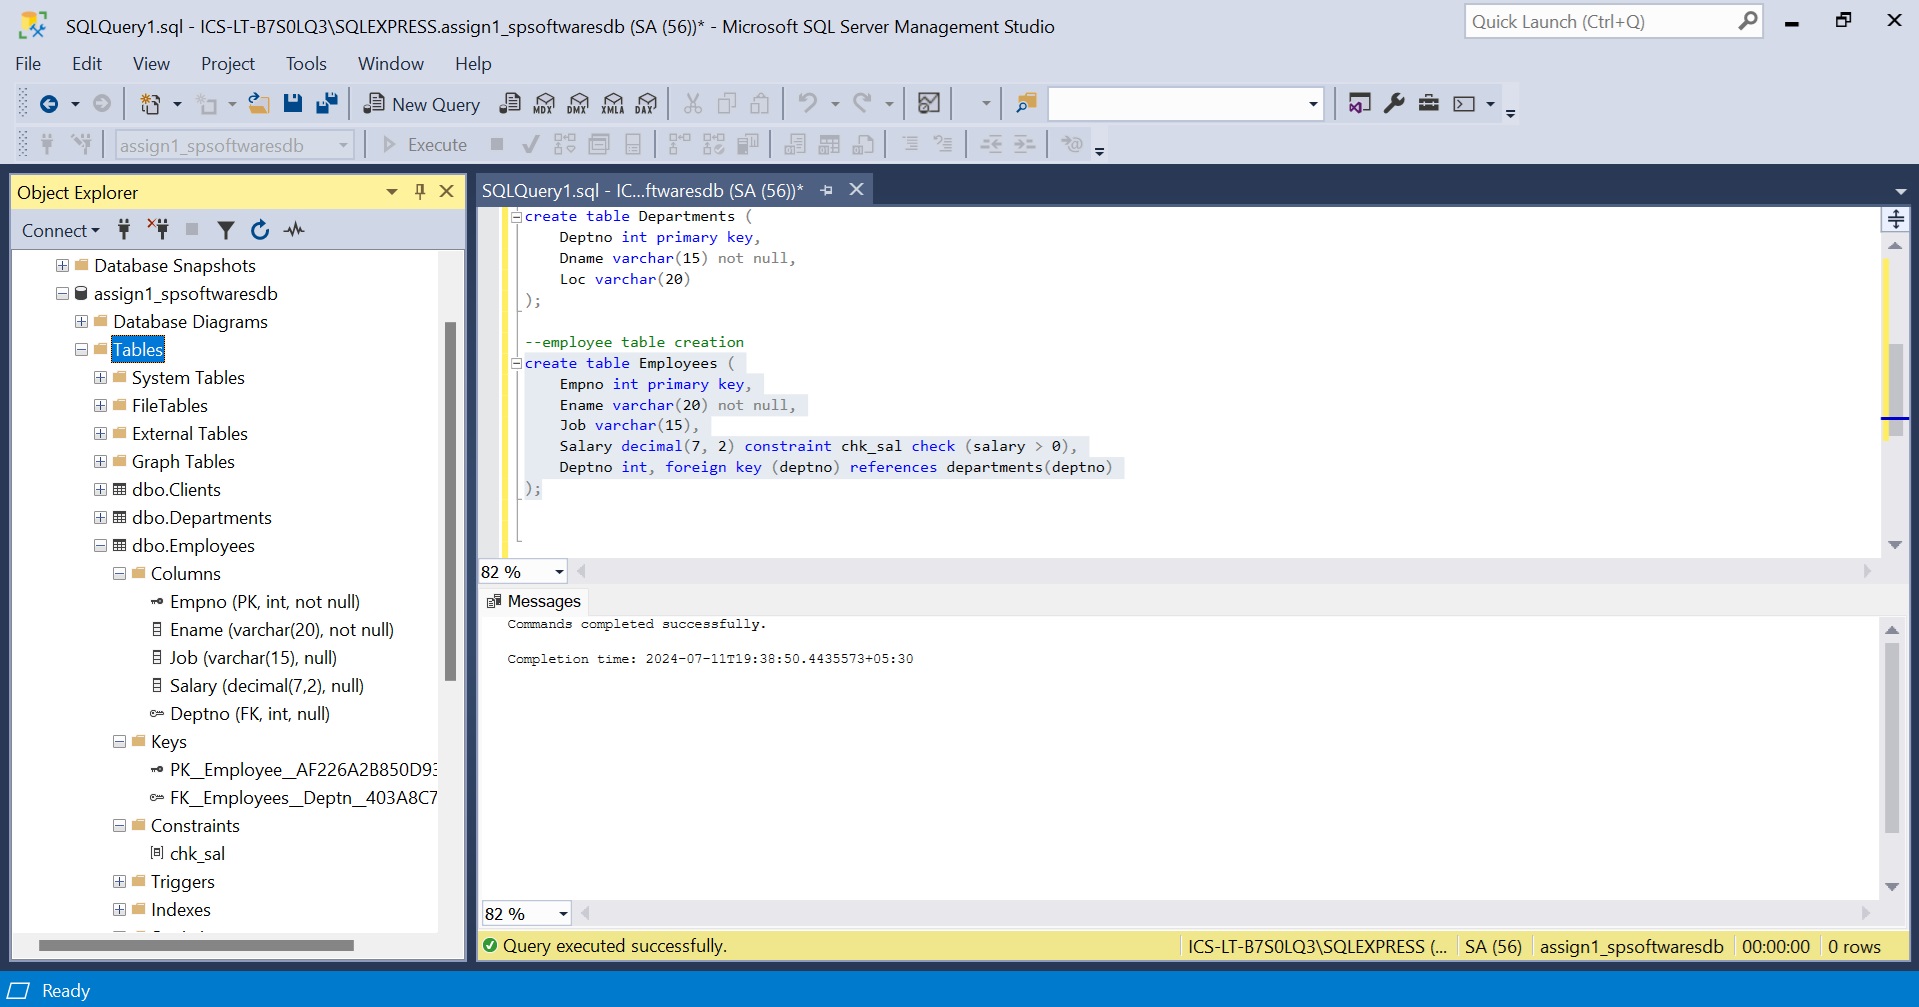 SQLQuery1.sql - ICS-LT-B7S0LQ3\SQLEXPRESS.assign1_spsoftwaresdb (SA (56))* - Microsoft SQL Server Management Studio
Quick Launch (Ctrl+Q)
File Edit View Project Tools Window Help
New Query MDX DMX XMLA DAX
assign1_spsoftwaresdb Execute
Object Explorer
Connect
Database Snapshots
assign1_spsoftwaresdb
Database Diagrams
Tables
System Tables
FileTables
External Tables
Graph Tables
dbo.Clients
dbo.Departments
dbo.Employees
Columns
Empno (PK, int, not null)
Ename (varchar(20), not null)
Job (varchar(15), null)
Salary (decimal(7,2), null)
Deptno (FK, int, null)
Keys
PK__Employee__AF226A2B850D93
FK__Employees__Deptn__403A8C7
Constraints
chk_sal
Triggers
Indexes
SQLQuery1.sql - IC...ftwaresdb (SA (56))*
create table Departments (
Deptno int primary key,
Dname varchar(15) not null,
Loc varchar(20)
);
--employee table creation
create table Employees (
Empno int primary key,
Ename varchar(20) not null,
Job varchar(15),
Salary decimal(7, 2) constraint chk_sal check (salary > 0),
Deptno int, foreign key (deptno) references departments(deptno)
);
82 %
Messages
Commands completed successfully.
Completion time: 2024-07-11T19:38:50.4435573+05:30
82 %
Query executed successfully. ICS-LT-B7S0LQ3\SQLEXPRESS (... SA (56) assign1_spsoftwaresdb 00:00:00 0 rows
Ready